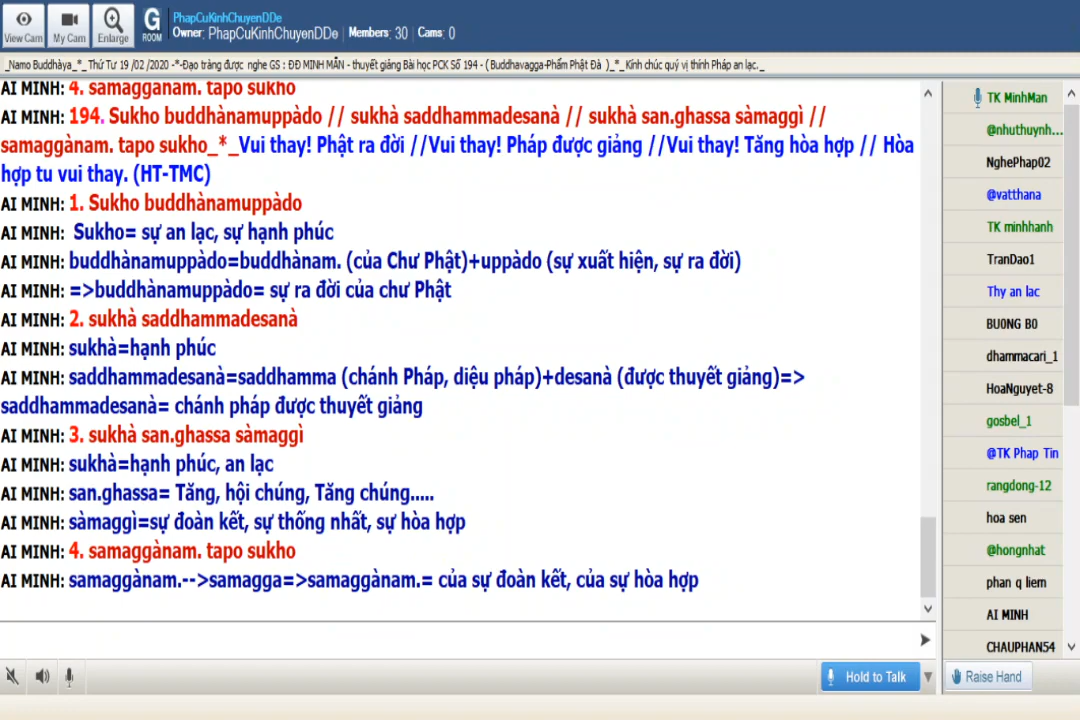 PhapCuKinhChuyenDDe
Owner: PhapCuKinhChuyenDDe Members: 30 Cams: 0
View Cam My Cam Enlarge G ROOM
_Namo Buddhàya_*_ Thứ Tư 19 /02 /2020 -*-Đạo tràng được nghe GS : ĐĐ MINH MẪN - thuyết giảng Bài học PCK Số 194 - ( Buddhavagga-Phẩm Phật Đà )_*_Kính chúc quý vị thính Pháp an lạc._
AI MINH: 4. samaggànam. tapo sukho
AI MINH: 194. Sukho buddhànamuppàdo // sukhà saddhammadesanà // sukhà san.ghassa sàmaggì //
samaggànam. tapo sukho_*_Vui thay! Phật ra đời //Vui thay! Pháp được giảng //Vui thay! Tăng hòa hợp // Hòa
hợp tu vui thay. (HT-TMC)
AI MINH: 1. Sukho buddhànamuppàdo
AI MINH: Sukho= sự an lạc, sự hạnh phúc
AI MINH: buddhànamuppàdo=buddhànam. (của Chư Phật)+uppàdo (sự xuất hiện, sự ra đời)
AI MINH: =>buddhànamuppàdo= sự ra đời của chư Phật
AI MINH: 2. sukhà saddhammadesanà
AI MINH: sukhà=hạnh phúc
AI MINH: saddhammadesanà=saddhamma (chánh Pháp, diệu pháp)+desanà (được thuyết giảng)=>
saddhammadesanà= chánh pháp được thuyết giảng
AI MINH: 3. sukhà san.ghassa sàmaggì
AI MINH: sukhà=hạnh phúc, an lạc
AI MINH: san.ghassa= Tăng, hội chúng, Tăng chúng.....
AI MINH: sàmaggì=sự đoàn kết, sự thống nhất, sự hòa hợp
AI MINH: 4. samaggànam. tapo sukho
AI MINH: samaggànam.-->samagga=>samaggànam.= của sự đoàn kết, của sự hòa hợp
TK MinhMan
@nhuthuynh...
NghePhap02
@vatthana
TK minhhanh
TranDao1
Thy an lac
BU0NG B0
dhammacari_1
HoaNguyet-8
gosbel_1
@TK Phap Tin
rangdong-12
hoa sen
@hongnhat
phan q liem
AI MINH
CHAUPHAN54
Hold to Talk
Raise Hand